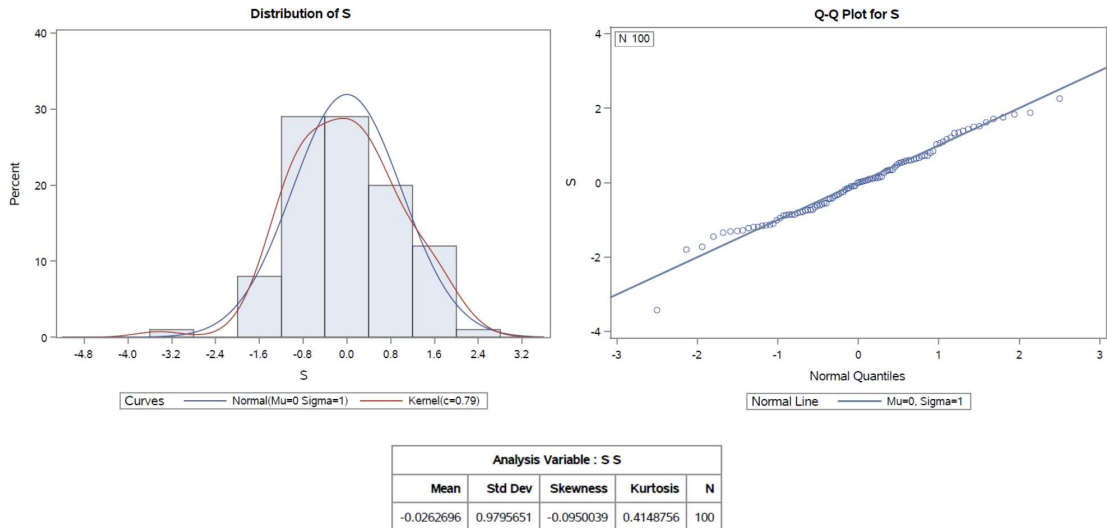 Distribution of S
Percent
40
30
20
10
0
-4.8 -4.0 -3.2 -2.4 -1.6 -0.8 0.0 0.8 1.6 2.4 3.2
S
Curves Normal(Mu=0 Sigma=1) Kernel(c=0.79)
Q-Q Plot for S
N 100
S
4
2
0
-2
-4
-3 -2 -1 0 1 2 3
Normal Quantiles
Normal Line Mu=0, Sigma=1
Analysis Variable : S S
Mean Std Dev Skewness Kurtosis N
-0.0262696 0.9795651 -0.0950039 0.4148756 100